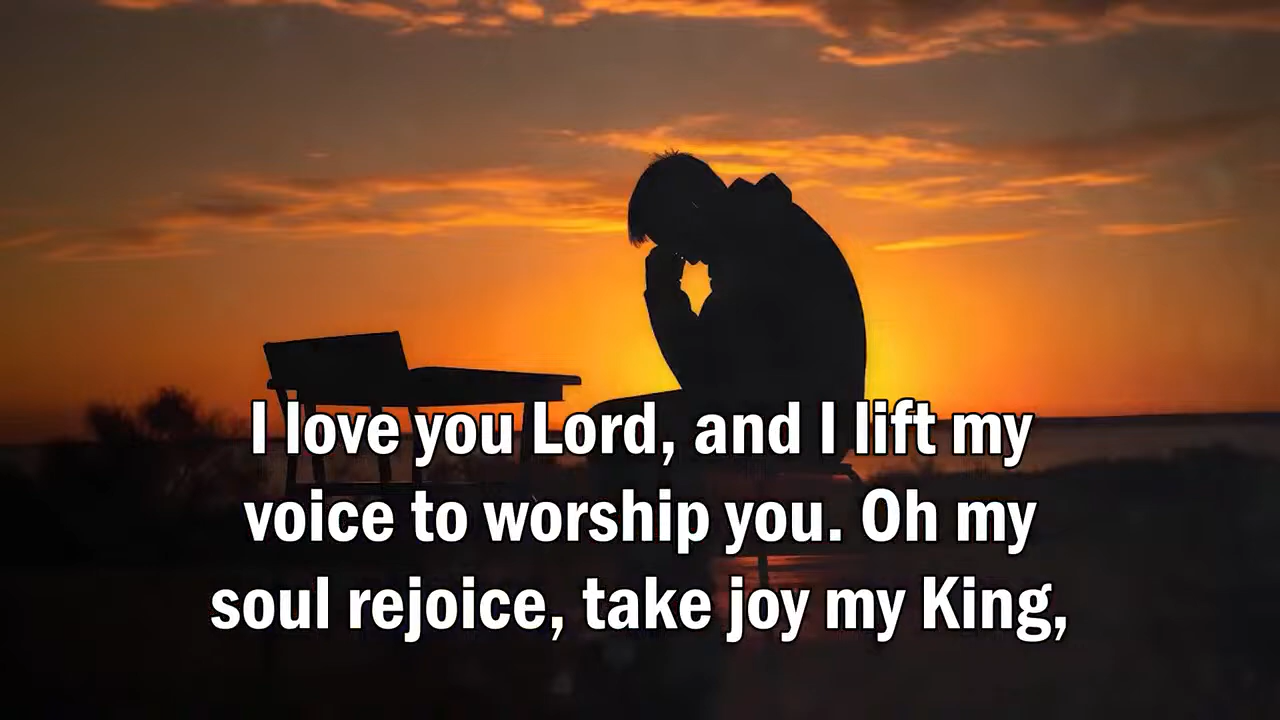 I love you Lord, and I lift my
voice to worship you. Oh my
soul rejoice, take joy my King,